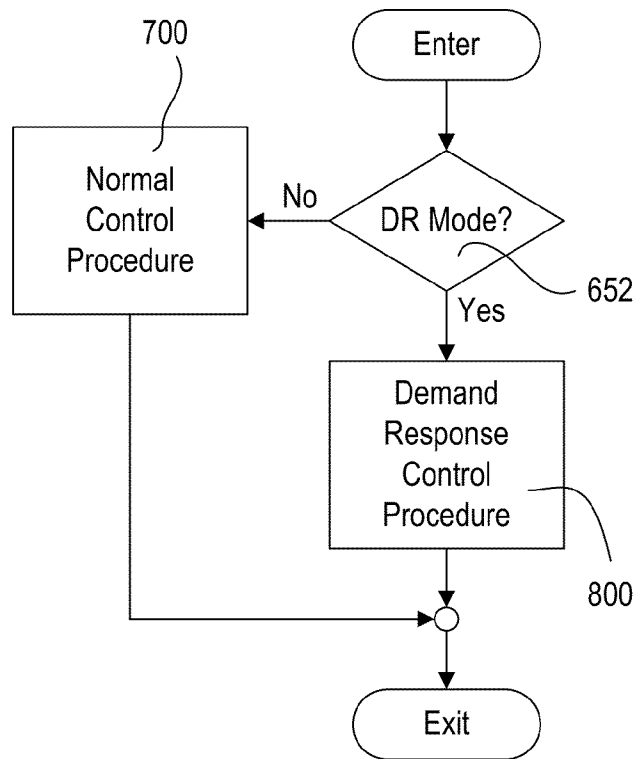 700
Enter
Normal
Control
Procedure
No
DR Mode?
652
Yes
Demand
Response
Control
Procedure
800
Exit